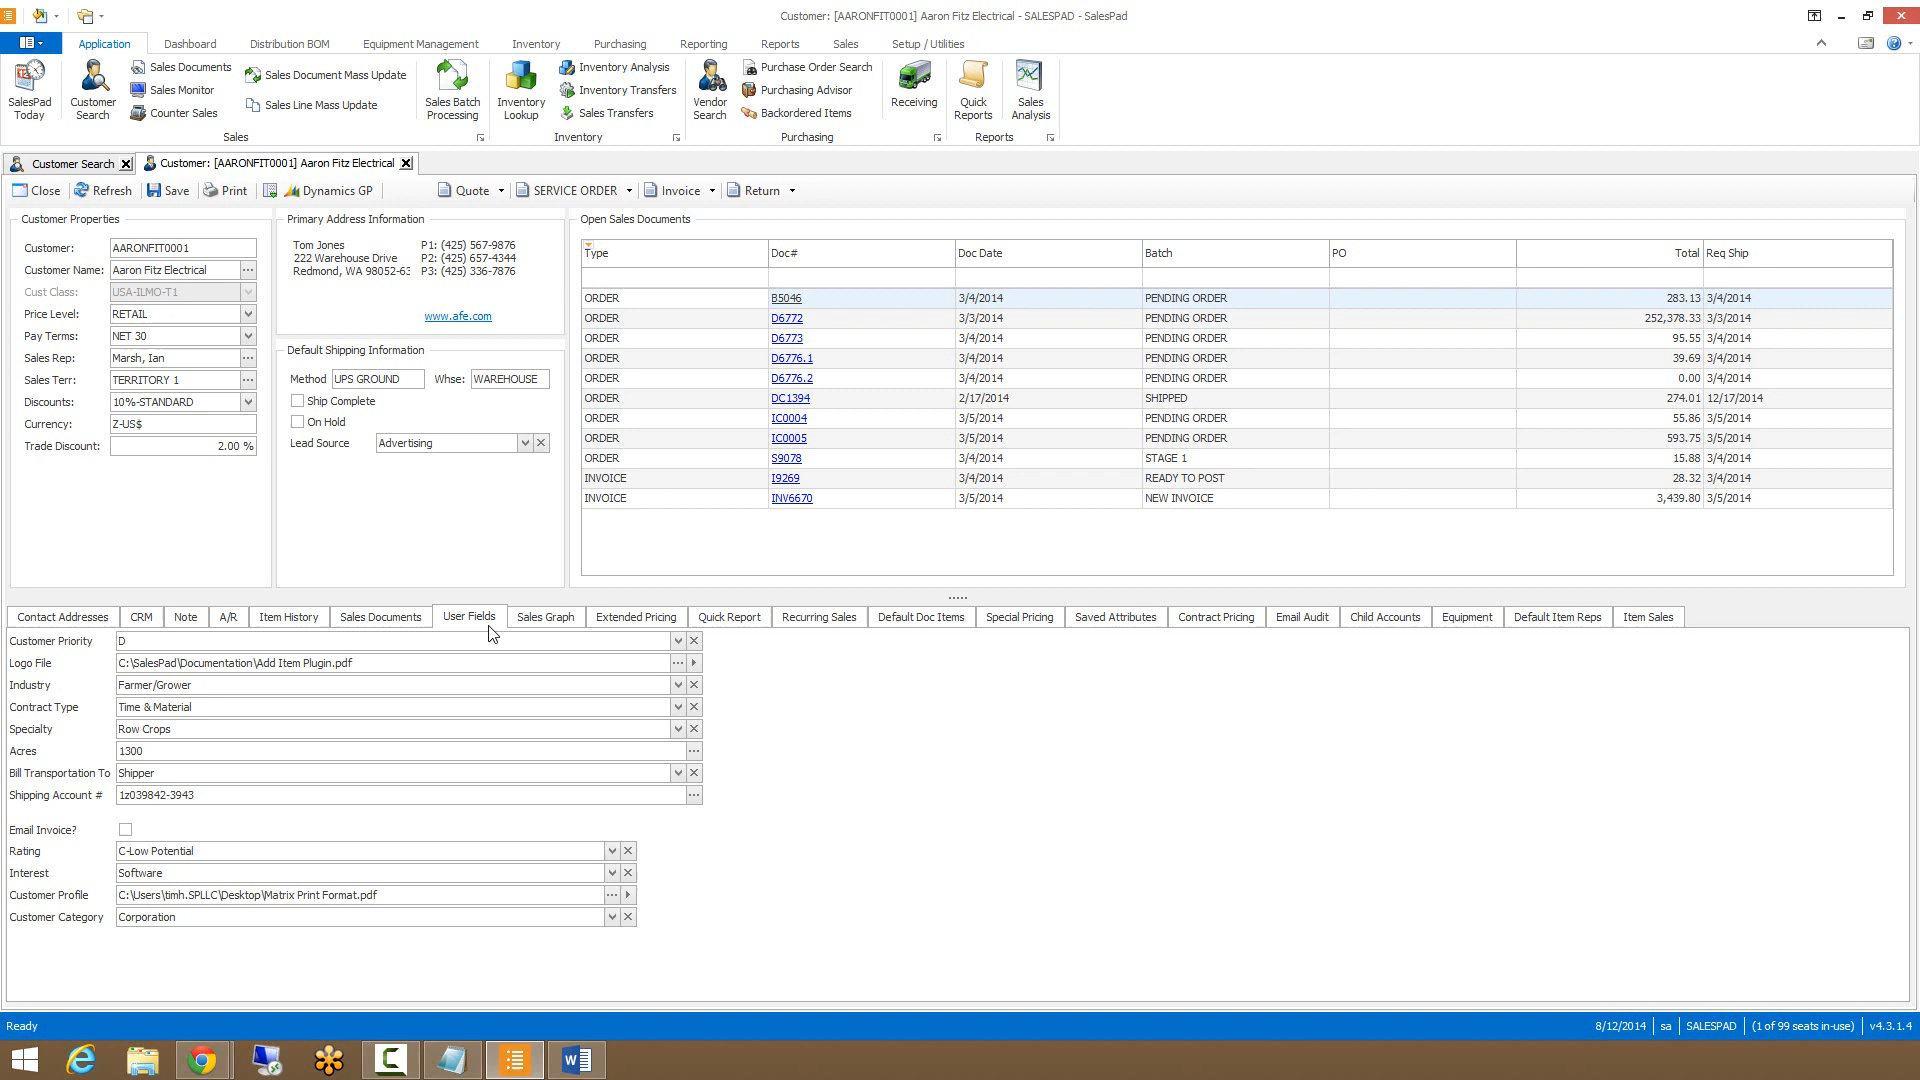 Customer: [AARONFIT0001] Aaron Fitz Electrical - SALESPAD - SalesPad
Application Dashboard Distribution BOM Equipment Management Inventory Purchasing Reporting Reports Sales Setup / Utilities
SalesPad Today
Customer Search
Sales Documents
Sales Monitor
Counter Sales
Sales Document Mass Update
Sales Line Mass Update
Sales Batch Processing
Sales
Inventory Lookup
Inventory Analysis
Inventory Transfers
Sales Transfers
Inventory
Vendor Search
Purchase Order Search
Purchasing Advisor
Backordered Items
Purchasing
Receiving
Quick Reports
Sales Analysis
Reports
Customer Search
Customer: [AARONFIT0001] Aaron Fitz Electrical
Close Refresh Save Print Dynamics GP Quote SERVICE ORDER Invoice Return
Customer Properties
Customer: AARONFIT0001
Customer Name: Aaron Fitz Electrical
Cust Class: USA-ILMO-T1
Price Level: RETAIL
Pay Terms: NET 30
Sales Rep: Marsh, Ian
Sales Terr: TERRITORY 1
Discounts: 10%-STANDARD
Currency: Z-US$
Trade Discount: 2.00 %
Primary Address Information
Tom Jones P1: (425) 567-9876
222 Warehouse Drive P2: (425) 657-4344
Redmond, WA 98052-63 P3: (425) 336-7876
www.afe.com
Default Shipping Information
Method UPS GROUND Whse: WAREHOUSE
Ship Complete
On Hold
Lead Source Advertising
Open Sales Documents
Type Doc# Doc Date Batch PO Total Req Ship
ORDER B5046 3/4/2014 PENDING ORDER 283.13 3/4/2014
ORDER D6772 3/3/2014 PENDING ORDER 252,378.33 3/3/2014
ORDER D6773 3/4/2014 PENDING ORDER 95.55 3/4/2014
ORDER D6776.1 3/4/2014 PENDING ORDER 39.69 3/4/2014
ORDER D6776.2 3/4/2014 PENDING ORDER 0.00 3/4/2014
ORDER DC1394 2/17/2014 SHIPPED 274.01 12/17/2014
ORDER IC0004 3/5/2014 PENDING ORDER 55.86 3/5/2014
ORDER IC0005 3/5/2014 PENDING ORDER 593.75 3/5/2014
ORDER S9078 3/4/2014 STAGE 1 15.88 3/4/2014
INVOICE I9269 3/4/2014 READY TO POST 28.32 3/4/2014
INVOICE INV6670 3/5/2014 NEW INVOICE 3,439.80 3/5/2014
Contact Addresses CRM Note A/R Item History Sales Documents User Fields Sales Graph Extended Pricing Quick Report Recurring Sales Default Doc Items Special Pricing Saved Attributes Contract Pricing Email Audit Child Accounts Equipment Default Item Reps Item Sales
Customer Priority D
Logo File C:\SalesPad\Documentation\Add Item Plugin.pdf
Industry Farmer/Grower
Contract Type Time & Material
Specialty Row Crops
Acres 1300
Bill Transportation To Shipper
Shipping Account # 1z039842-3943
Email Invoice?
Rating C-Low Potential
Interest Software
Customer Profile C:\Users\timh.SPLLC\Desktop\Matrix Print Format.pdf
Customer Category Corporation
Ready 8/12/2014 sa SALESPAD (1 of 99 seats in-use) v4.3.1.4